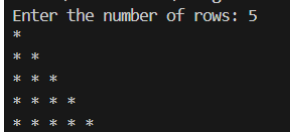 Enter the number of rows: 5
*
* *
* * *
* * * *
* * * * *